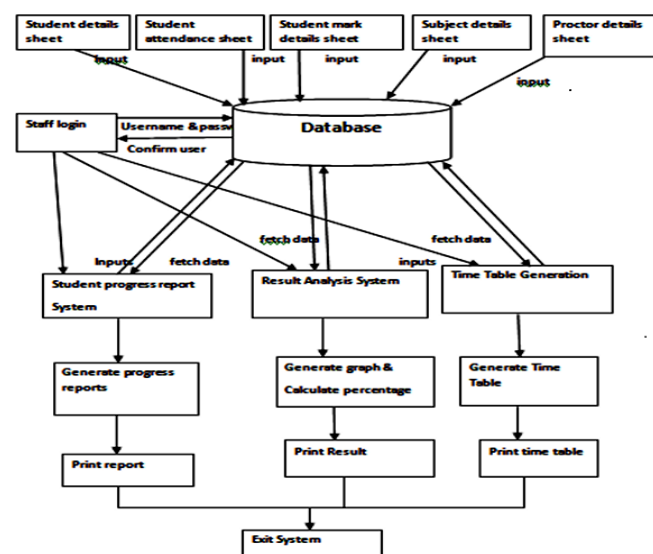 Student details
sheet
Student
attendance sheet
Student mark
details sheet
Subject details
sheet
Proctor details
sheet
input
input
input
input
input
Staff login
Username & passw
Confirm user
Database
Inputs
fetch data
fetch data
inputs
fetch data
Student progress report
System
Result Analysis System
Time Table Generation
Generate progress
reports
Generate graph &
Calculate percentage
Generate Time
Table
Print report
Print Result
Print time table
Exit System